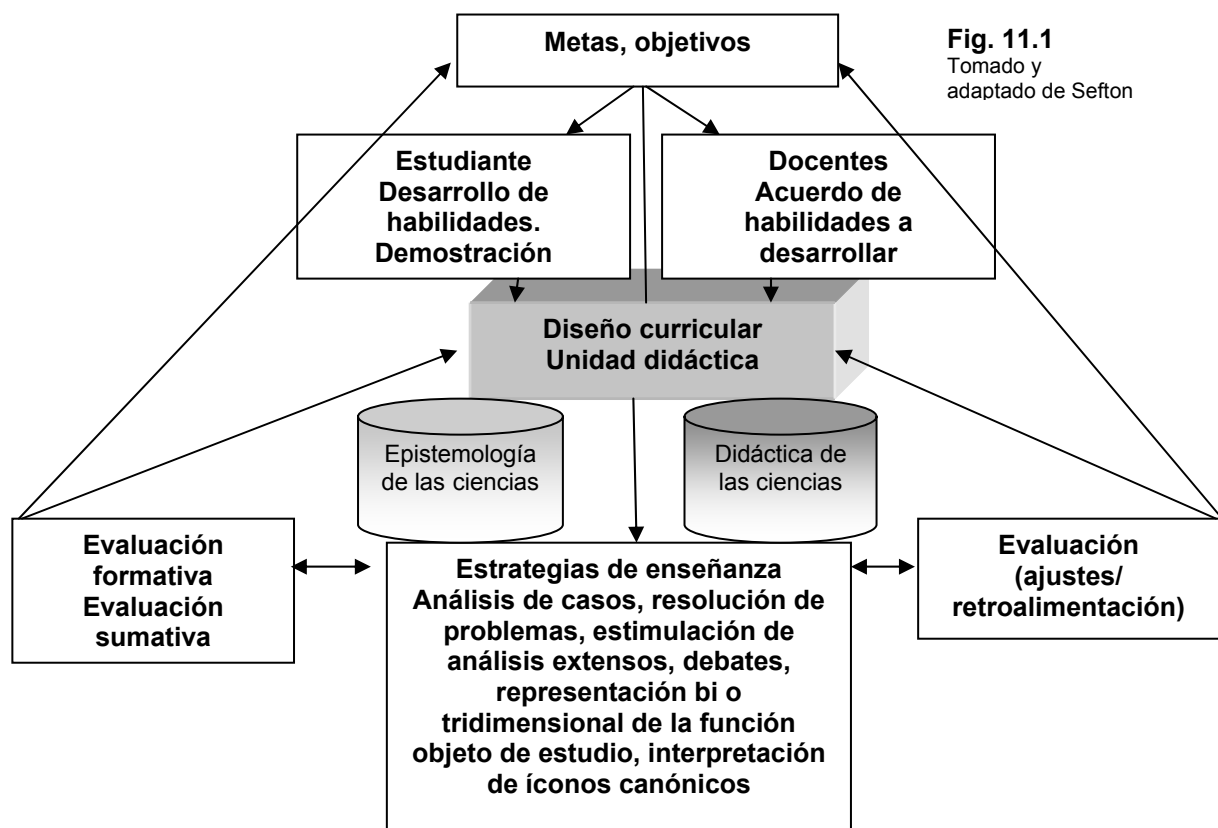 Metas, objetivos
Fig. 11.1
Tomado y
adaptado de Sefton
Estudiante
Desarrollo de
habilidades.
Demostración
Docentes
Acuerdo de
habilidades a
desarrollar
Diseño curricular
Unidad didáctica
Epistemología
de las ciencias
Didáctica de
las ciencias
Evaluación
formativa
Evaluación
sumativa
Estrategias de enseñanza
Análisis de casos, resolución de
problemas, estimulación de
análisis extensos, debates,
representación bi o
tridimensional de la función
objeto de estudio, interpretación
de íconos canónicos
Evaluación
(ajustes/
retroalimentación)